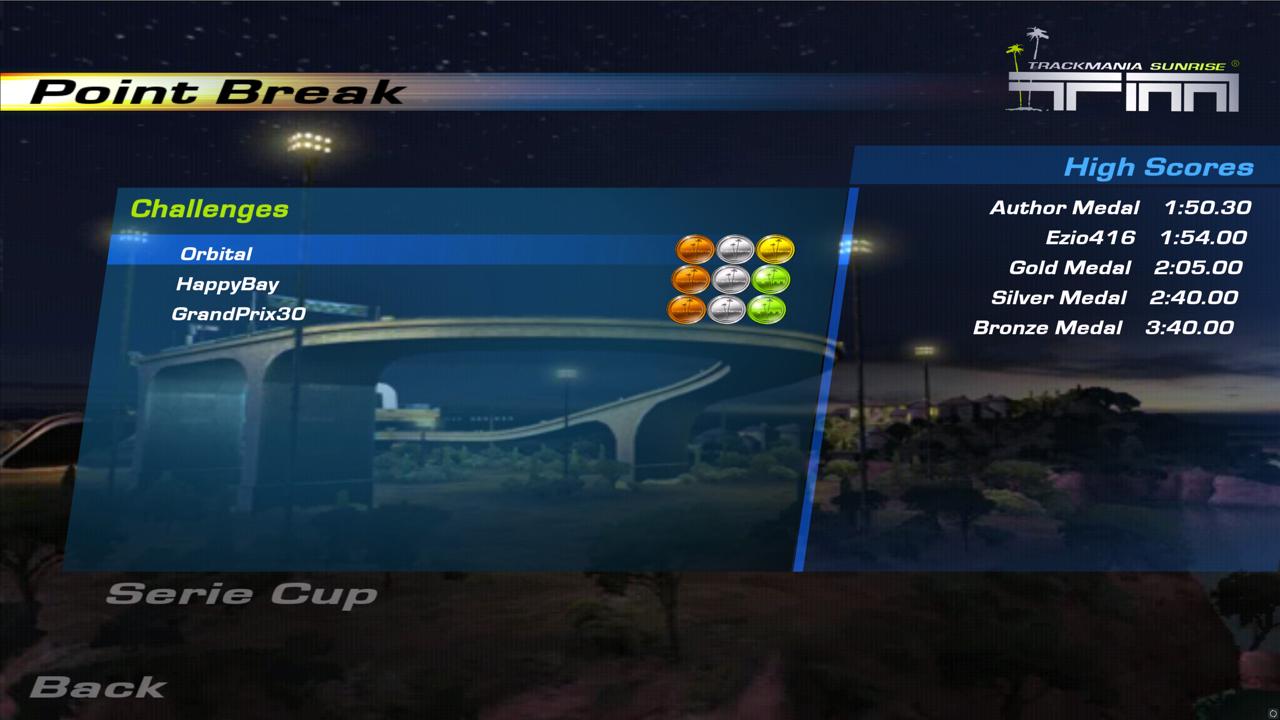 Point Break
TRACKMANIA SUNRISE ®
TM
High Scores
Challenges
Author Medal 1:50.30
Ezio416 1:54.00
Orbital
Gold Medal 2:05.00
HappyBay
Silver Medal 2:40.00
GrandPrix30
Bronze Medal 3:40.00
Serie Cup
Back